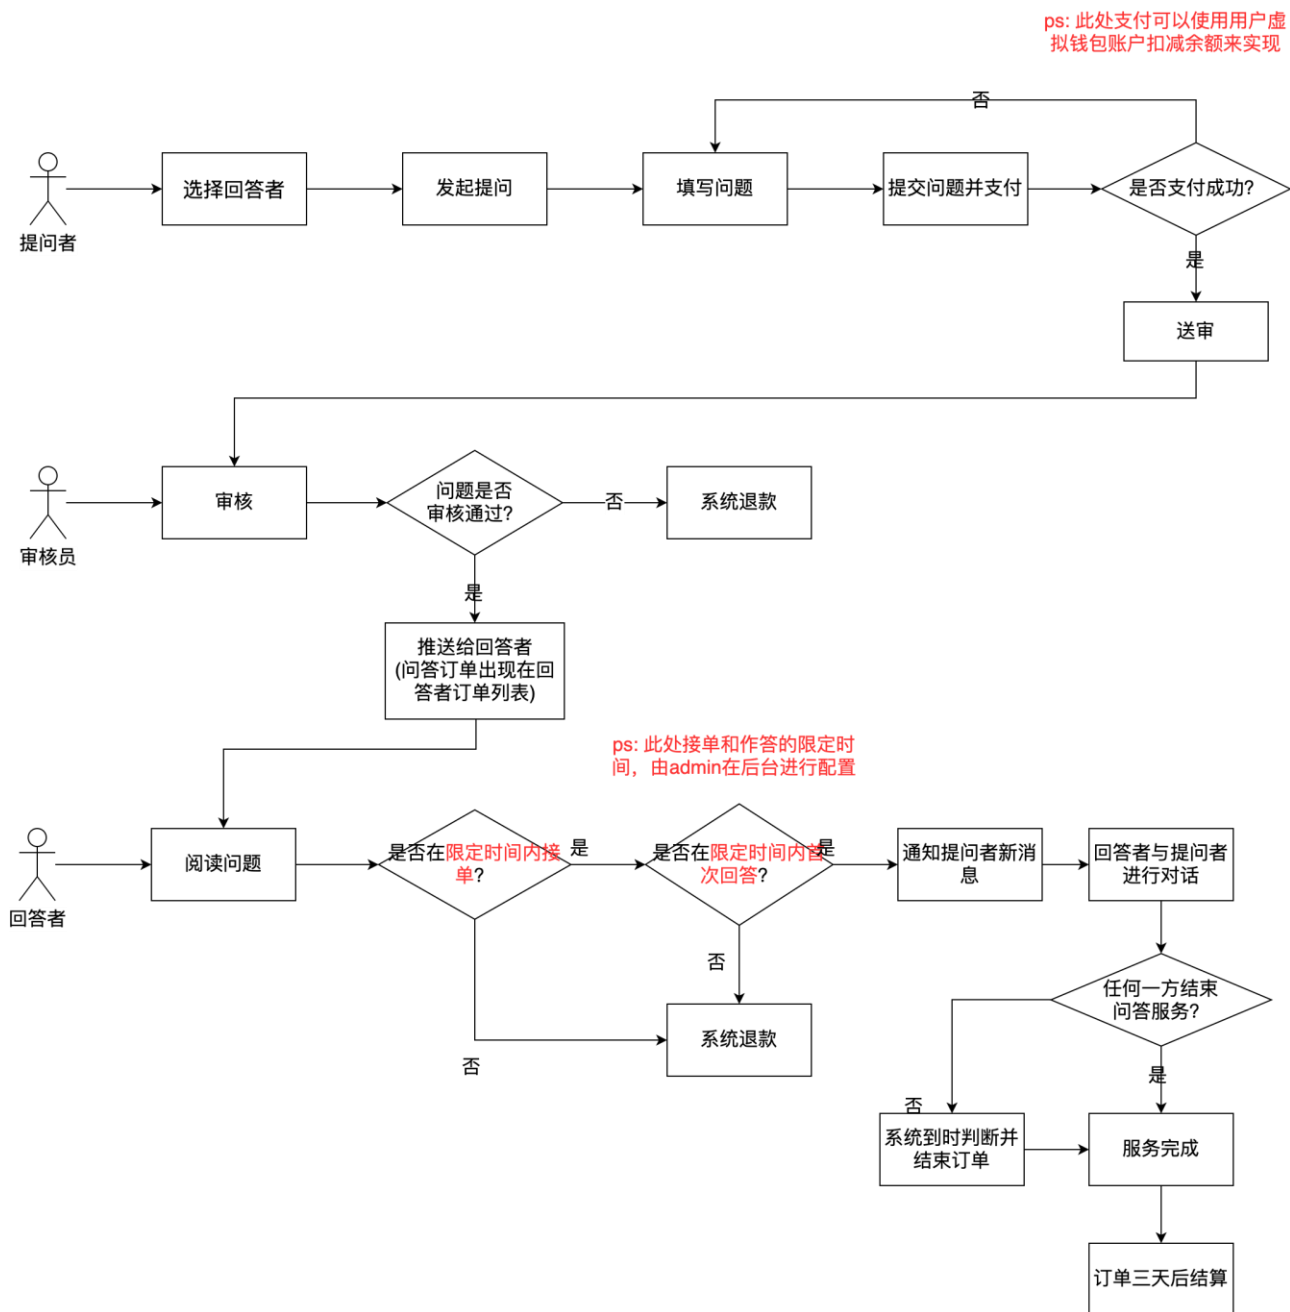 ps: 此处支付可以使用用户虚
拟钱包账户扣减余额来实现
否
选择回答者
发起提问
填写问题
提交问题并支付
是否支付成功?
提问者
是
送审
审核
问题是否
审核通过?
否
系统退款
审核员
是
推送给回答者
(问答订单出现在回
答者订单列表)
ps: 此处接单和作答的限定时
间，由admin在后台进行配置
阅读问题
是否在限定时间内接
单?
是
是否在限定时间内首
次回答?
是
通知提问者新消
息
回答者与提问者
进行对话
回答者
否
系统退款
否
任何一方结束
问答服务?
是
否
系统到时判断并
结束订单
服务完成
订单三天后结算